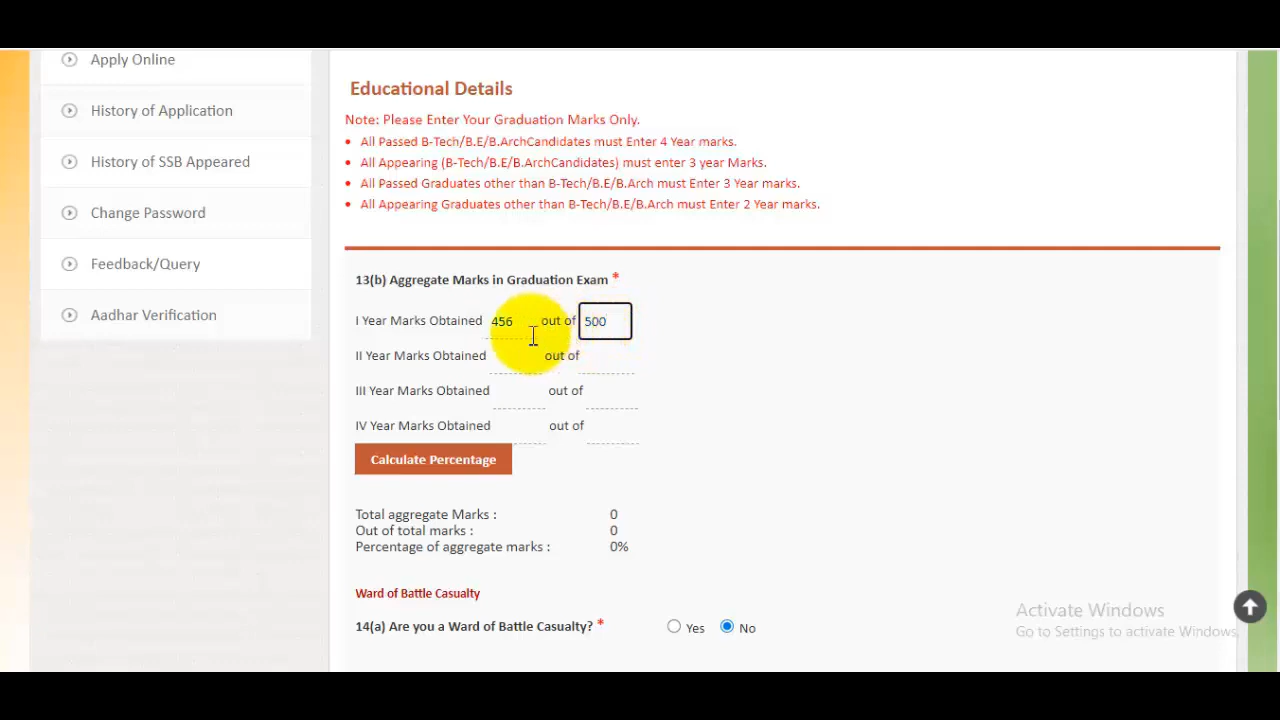 Apply Online
History of Application
History of SSB Appeared
Change Password
Feedback/Query
Aadhar Verification
Educational Details
Note: Please Enter Your Graduation Marks Only.
All Passed B-Tech/B.E/B.ArchCandidates must Enter 4 Year marks.
All Appearing (B-Tech/B.E/B.ArchCandidates) must enter 3 year Marks.
All Passed Graduates other than B-Tech/B.E/B.Arch must Enter 3 Year marks.
All Appearing Graduates other than B-Tech/B.E/B.Arch must Enter 2 Year marks.
13(b) Aggregate Marks in Graduation Exam *
I Year Marks Obtained 456 out of 500
II Year Marks Obtained out of
III Year Marks Obtained out of
IV Year Marks Obtained out of
Calculate Percentage
Total aggregate Marks : 0
Out of total marks : 0
Percentage of aggregate marks : 0%
Ward of Battle Casualty
14(a) Are you a Ward of Battle Casualty? * Yes No
Activate Windows
Go to Settings to activate Windows.